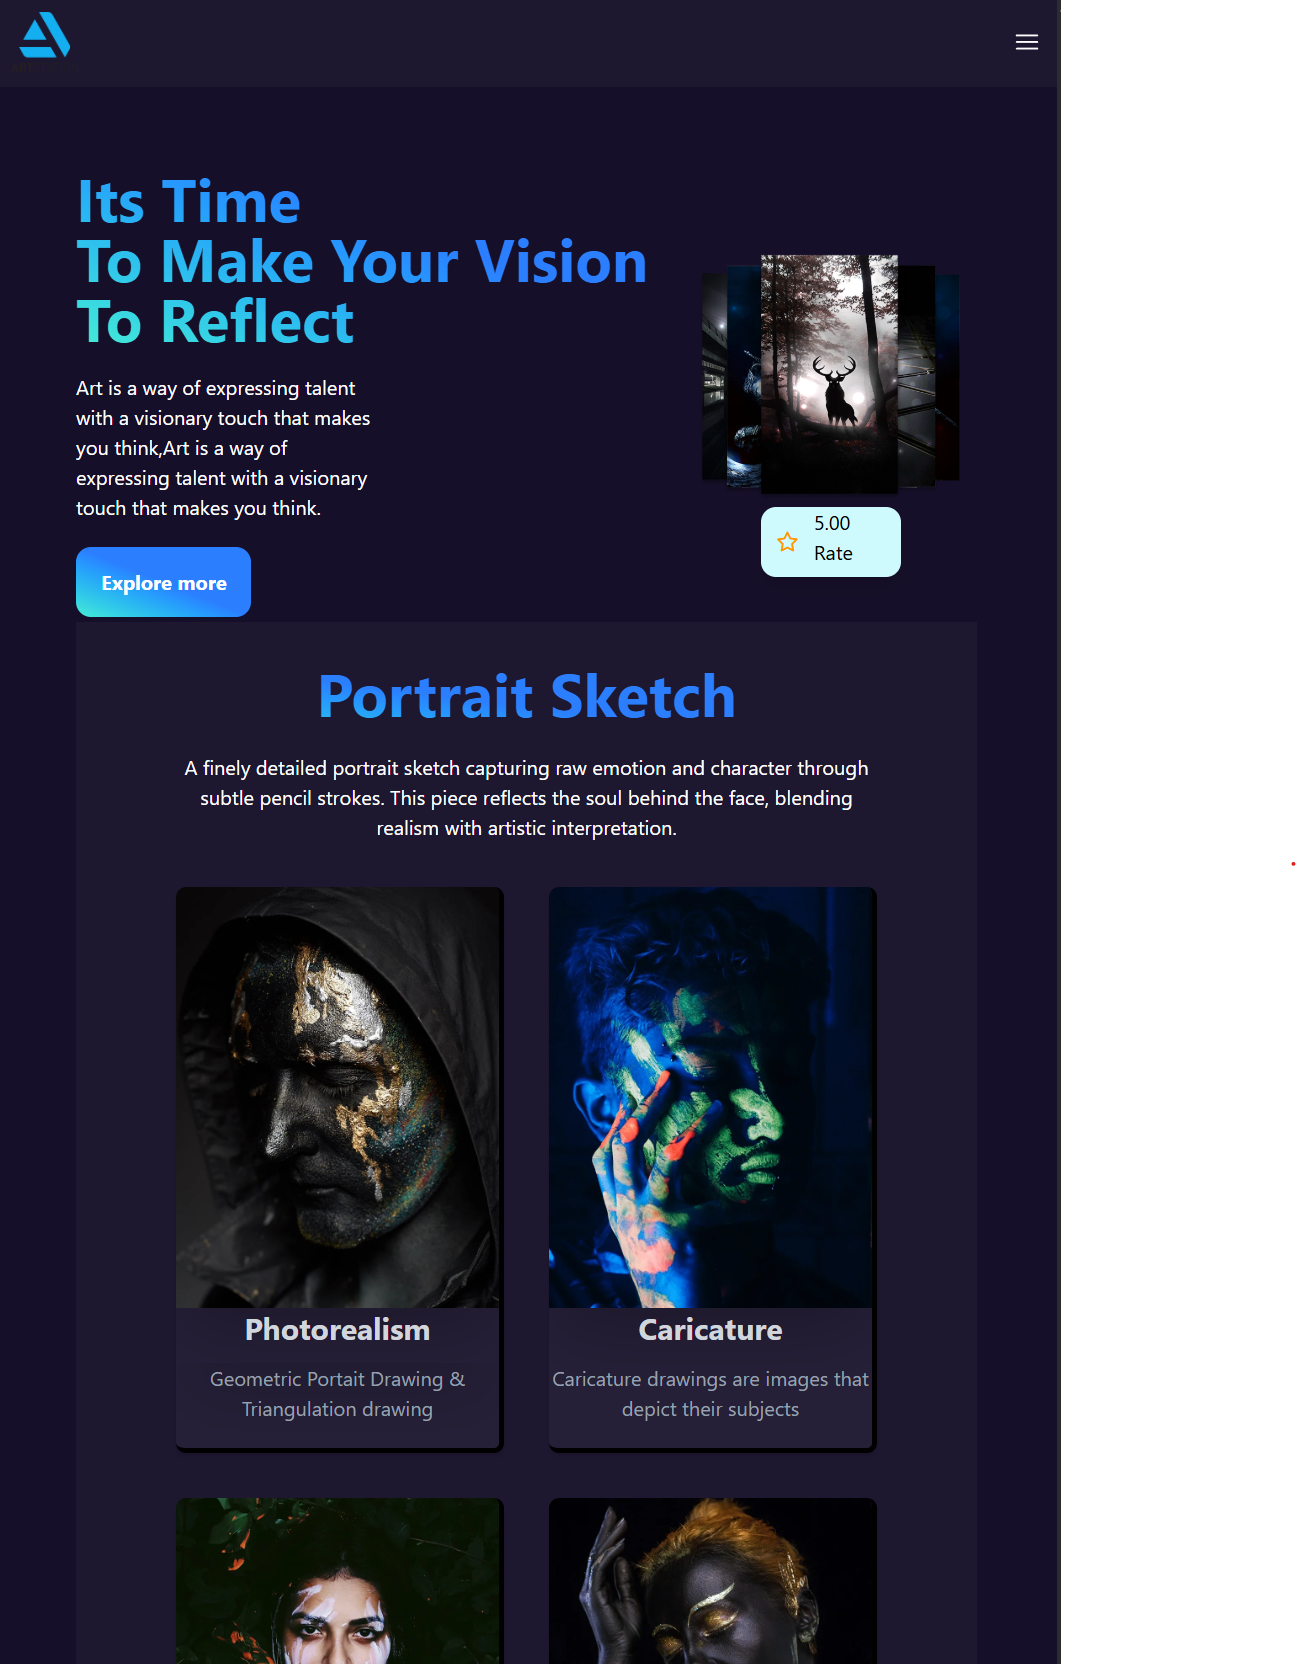 Its Time
To Make Your Vision
To Reflect
Art is a way of expressing talent
with a visionary touch that makes
you think,Art is a way of
expressing talent with a visionary
touch that makes you think.
5.00
Rate
Explore more
Portrait Sketch
A finely detailed portrait sketch capturing raw emotion and character through
subtle pencil strokes. This piece reflects the soul behind the face, blending
realism with artistic interpretation.
Photorealism
Geometric Portait Drawing &
Triangulation drawing
Caricature
Caricature drawings are images that
depict their subjects